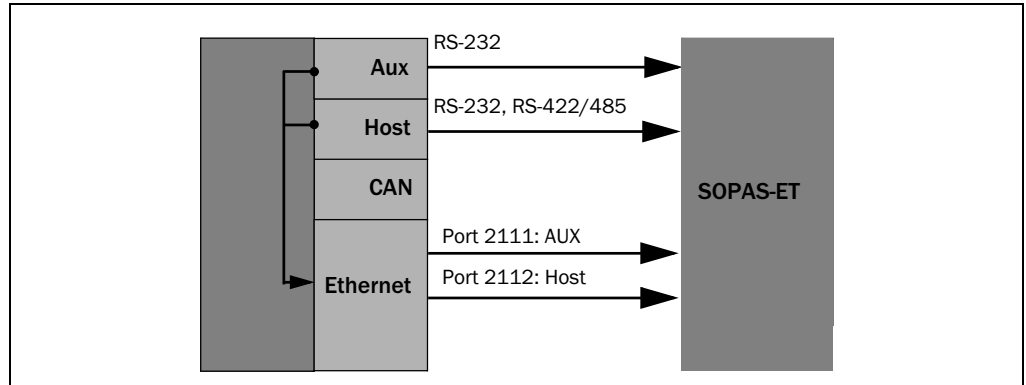 RS-232
Aux
RS-232, RS-422/485
Host
CAN
SOPAS-ET
Port 2111: AUX
Port 2112: Host
Ethernet